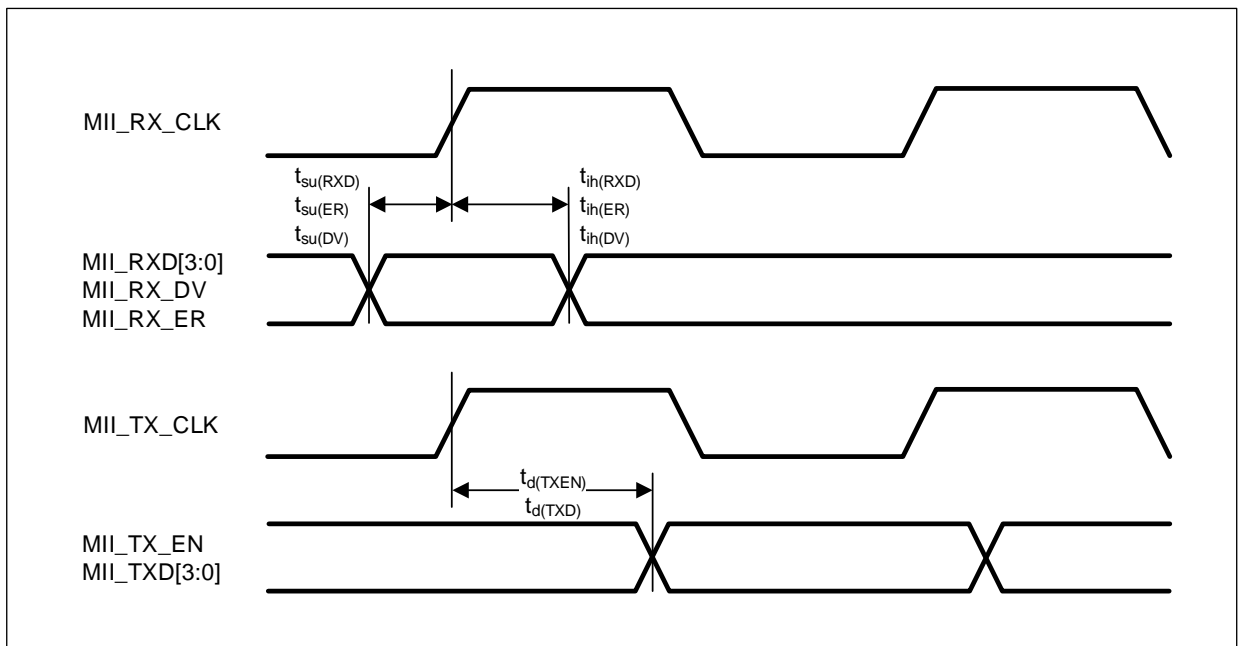 MII_RX_CLK
tsu(RXD)
tsu(ER)
tsu(DV)
tih(RXD)
tih(ER)
tih(DV)
MII_RXD[3:0]
MII_RX_DV
MII_RX_ER
MII_TX_CLK
td(TXEN)
td(TXD)
MII_TX_EN
MII_TXD[3:0]